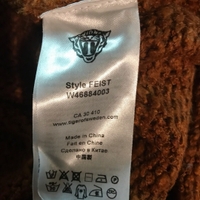 Style FEIST
W46884003
CA 30 410
www.tigerofsweden.com
Made in China
Fait en Chine
Сделано в Китае
中国製